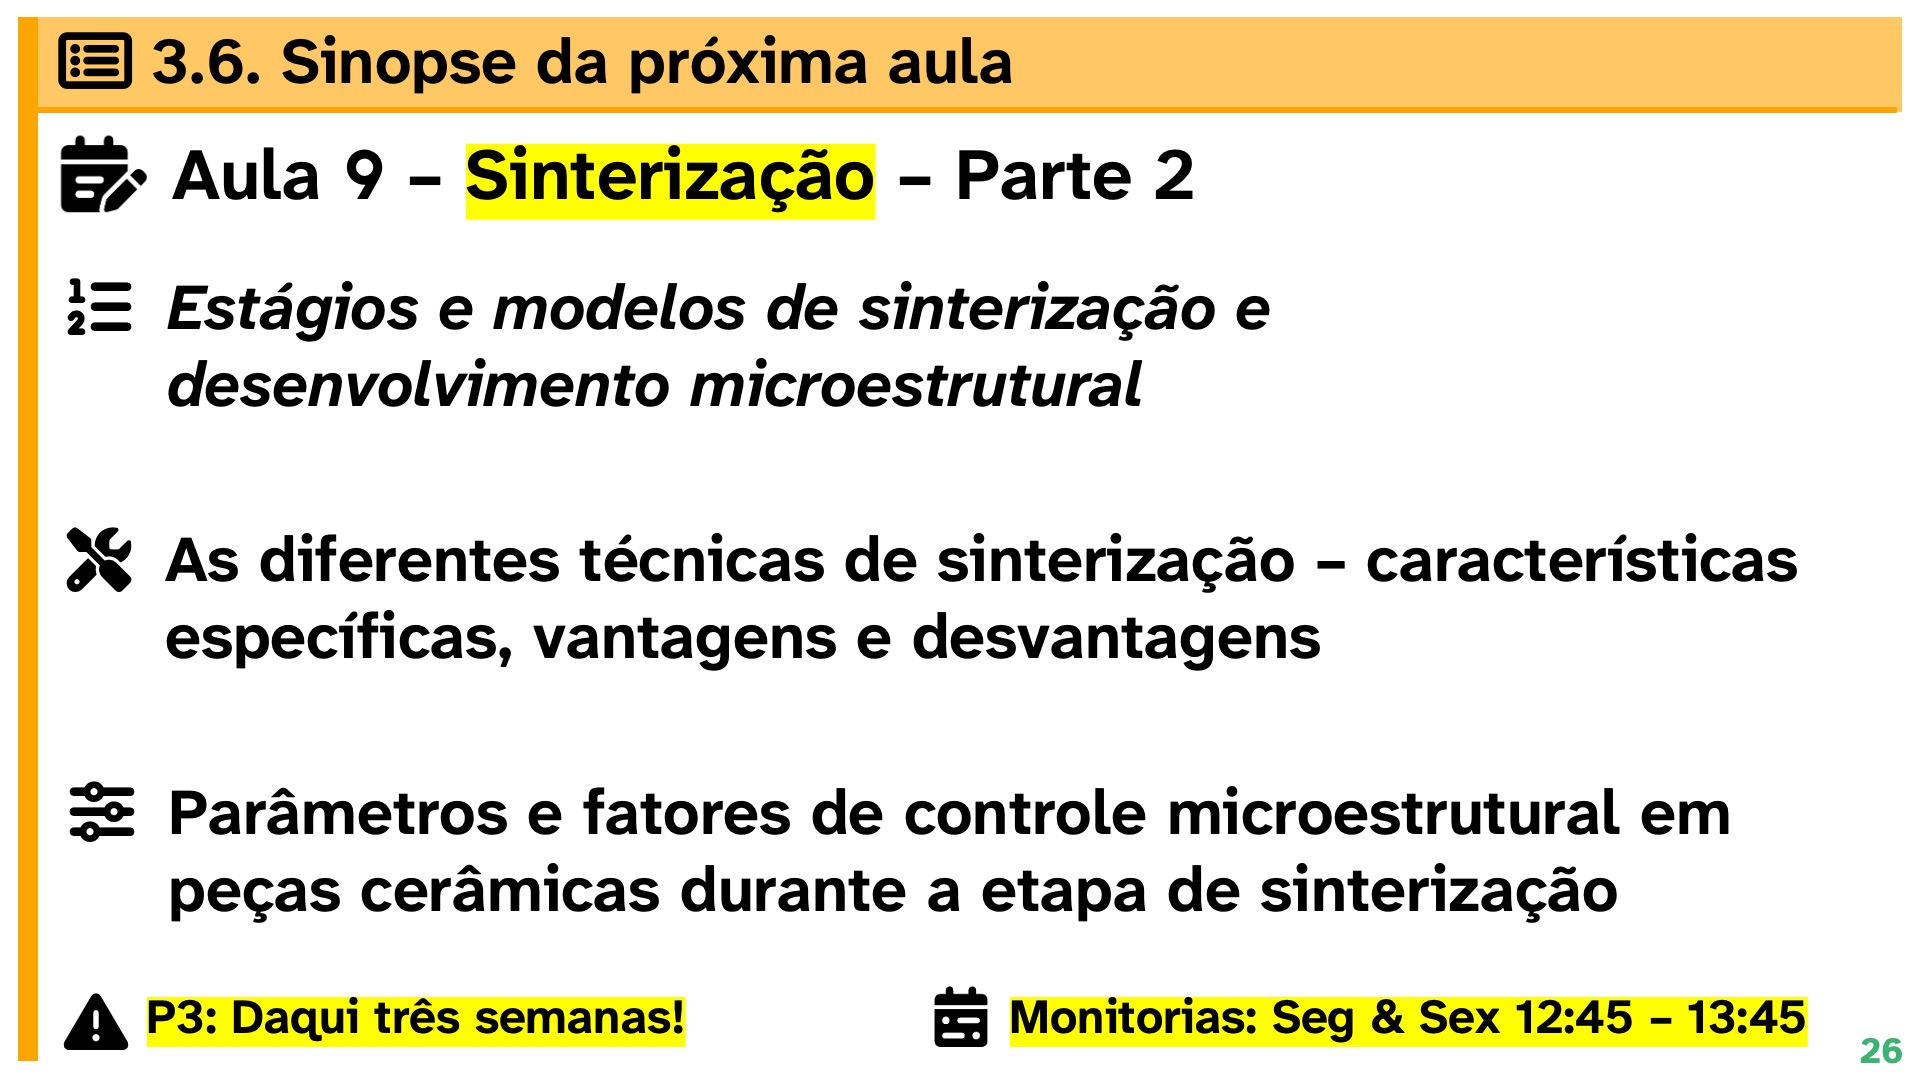 3.6. Sinopse da próxima aula
Aula 9 – Sinterização – Parte 2
Estágios e modelos de sinterização e
desenvolvimento microestrutural
As diferentes técnicas de sinterização – características
específicas, vantagens e desvantagens
Parâmetros e fatores de controle microestrutural em
peças cerâmicas durante a etapa de sinterização
P3: Daqui três semanas!
Monitorias: Seg & Sex 12:45 – 13:45
26